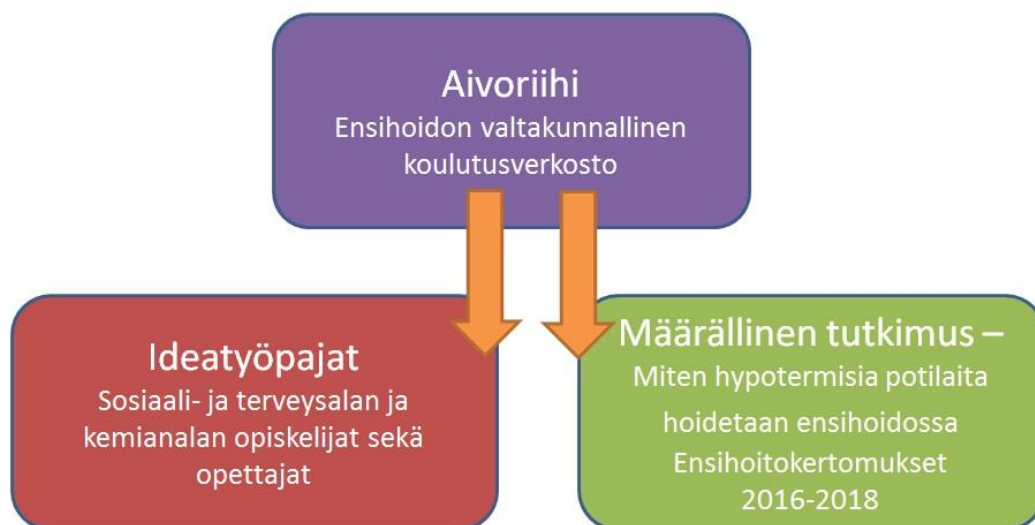 Aivoriihi
Ensihoidon valtakunnallinen
koulutusverkosto
Ideatyöpajat
Sosiaali- ja terveysalan ja
kemianalan opiskelijat sekä
opettajat
Määrällinen tutkimus –
Miten hypotermisia potilaita
hoidetaan ensihoidossa
Ensihoitokertomukset
2016-2018